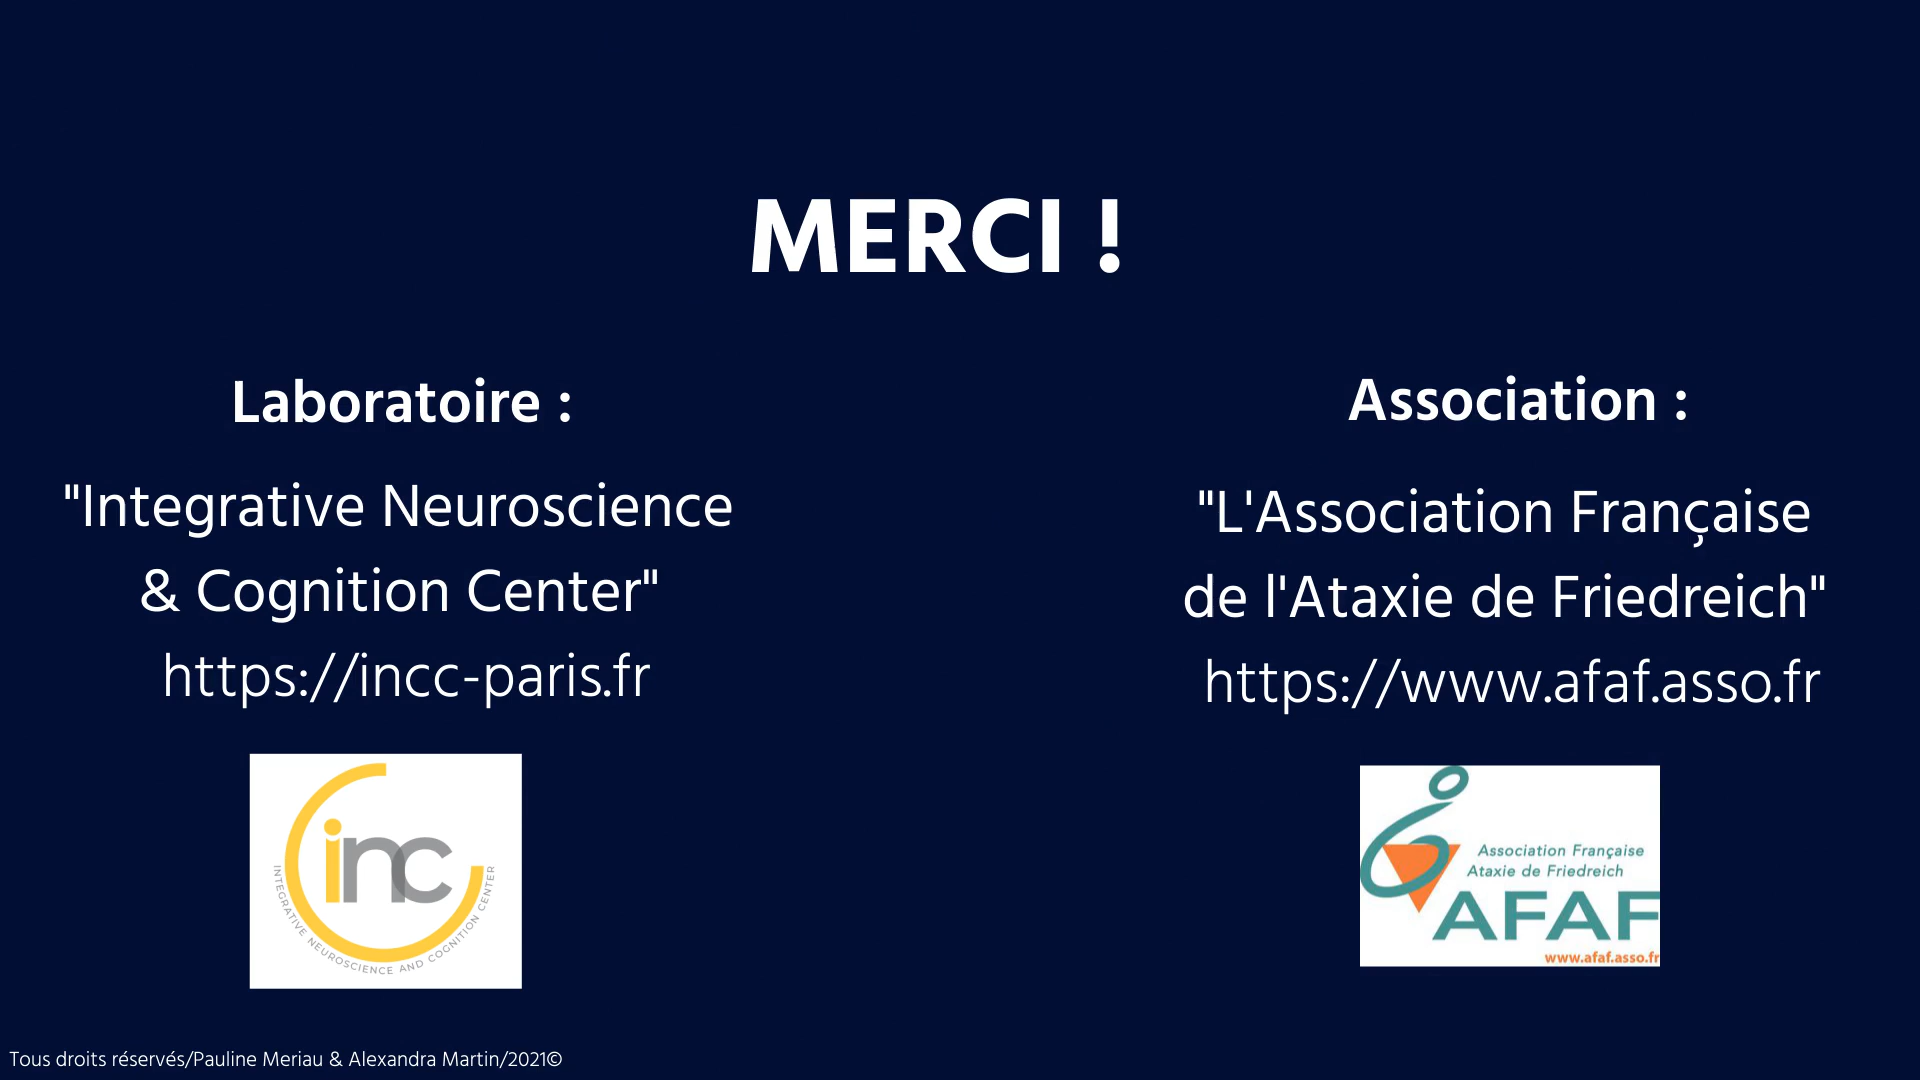 MERCI !
Laboratoire :
"Integrative Neuroscience
& Cognition Center"
https://incc-paris.fr
inc
INTEGRATIVE NEUROSCIENCE AND COGNITION CENTER
Association :
"L'Association Française
de l'Ataxie de Friedreich"
https://www.afaf.asso.fr
Association Française
Ataxie de Friedreich
AFAF
www.afaf.asso.fr
Tous droits réservés/Pauline Meriau & Alexandra Martin/2021©